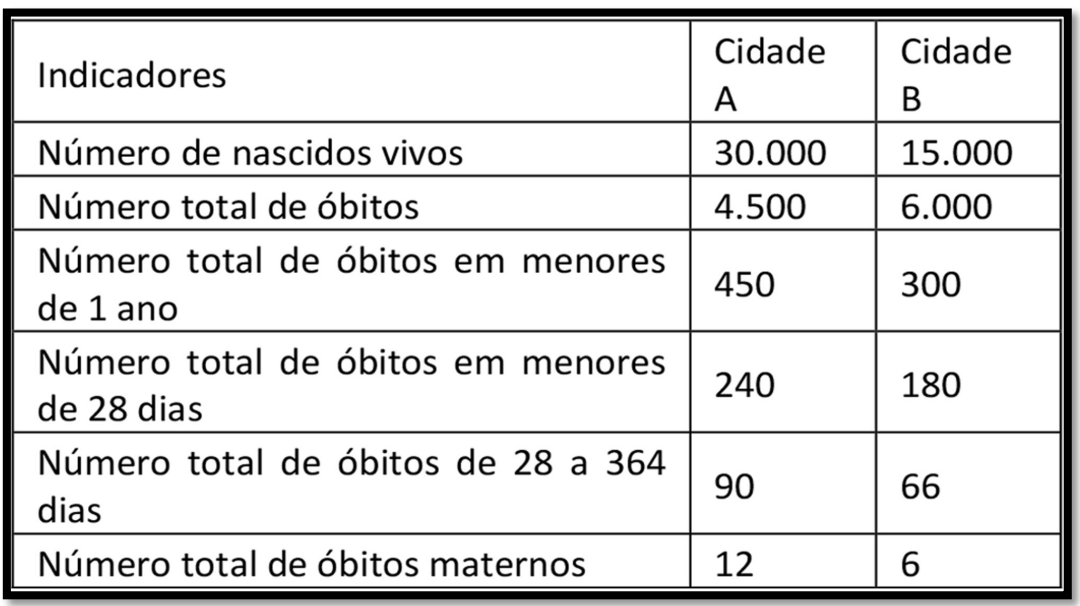 Indicadores
Cidade
A
Cidade
B
Número de nascidos vivos
30.000
15.000
Número total de óbitos
4.500
6.000
Número total de óbitos em menores
de 1 ano
450
300
Número total de óbitos em menores
de 28 dias
240
180
Número total de óbitos de 28 a 364
dias
90
66
Número total de óbitos maternos
12
6